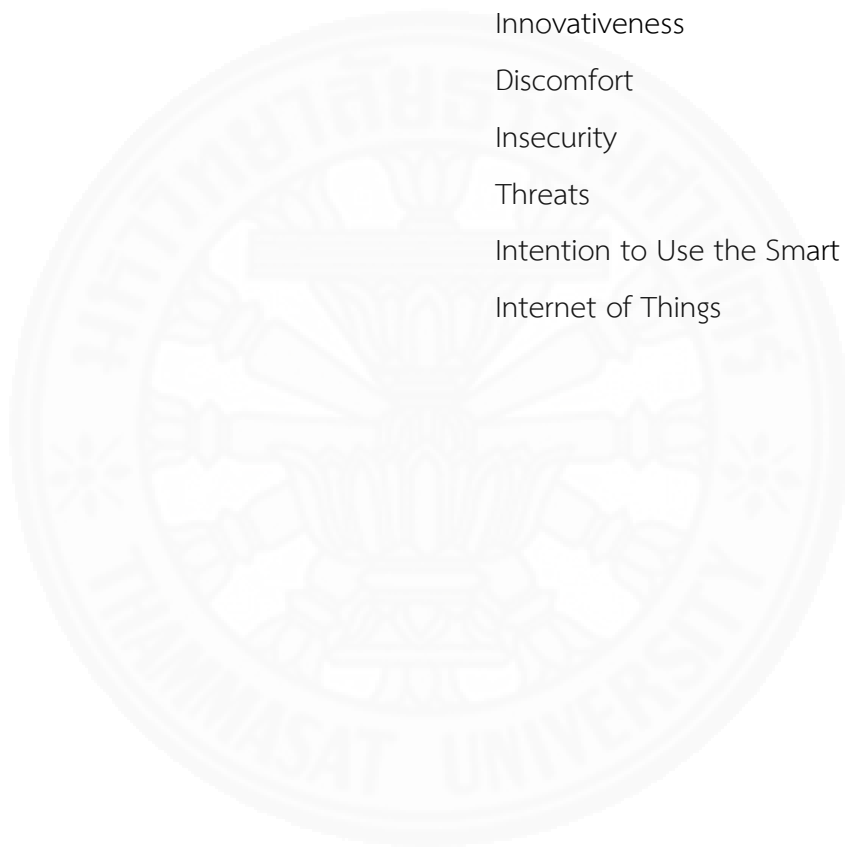 Innovativeness
Discomfort
Insecurity
Threats
Intention to Use the Smart
Internet of Things
THAMMASAT UNIVERSITY